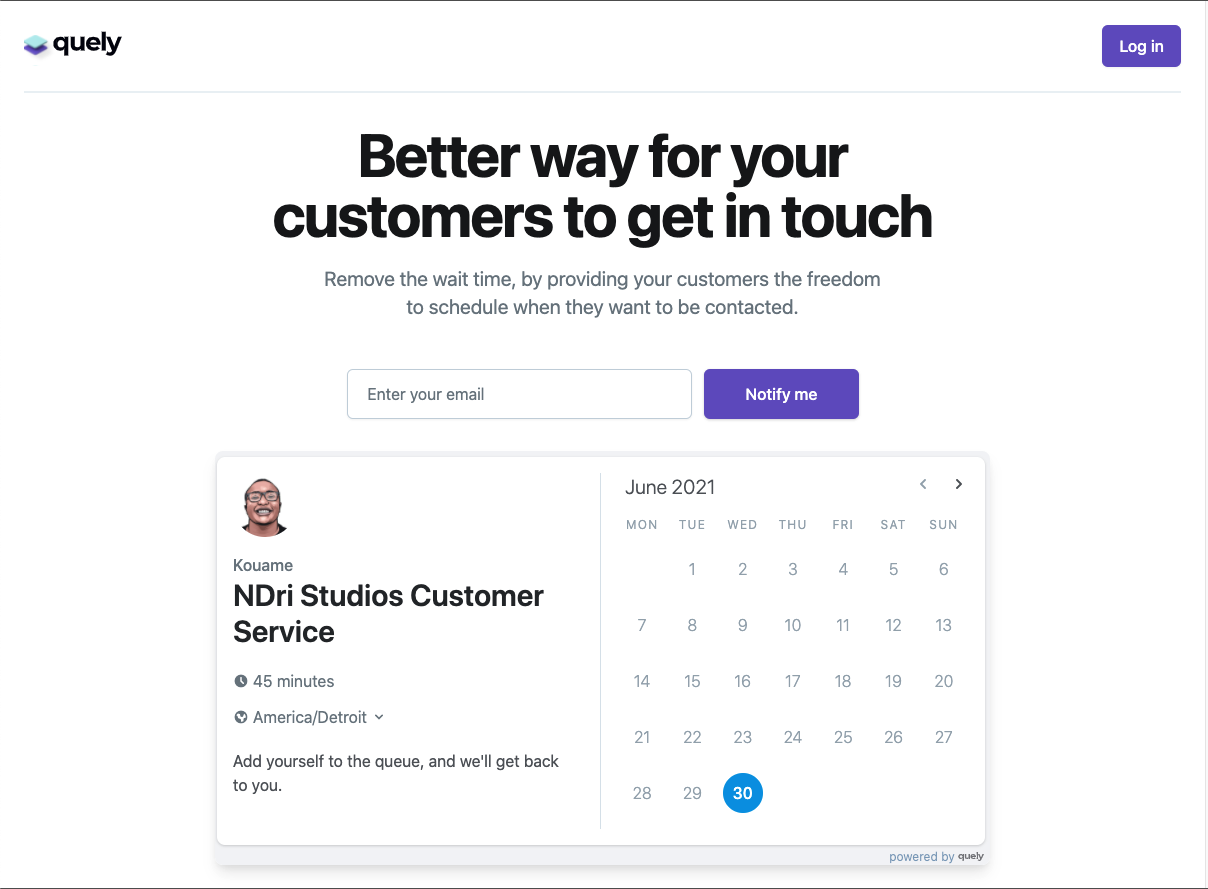 quely
Log in
Better way for your
customers to get in touch
Remove the wait time, by providing your customers the freedom
to schedule when they want to be contacted.
Enter your email
Notify me
Kouame
NDri Studios Customer
Service
45 minutes
America/Detroit
Add yourself to the queue, and we'll get back
to you.
June 2021
MON TUE WED THU FRI SAT SUN
1 2 3 4 5 6
7 8 9 10 11 12 13
14 15 16 17 18 19 20
21 22 23 24 25 26 27
28 29 30
powered by quely